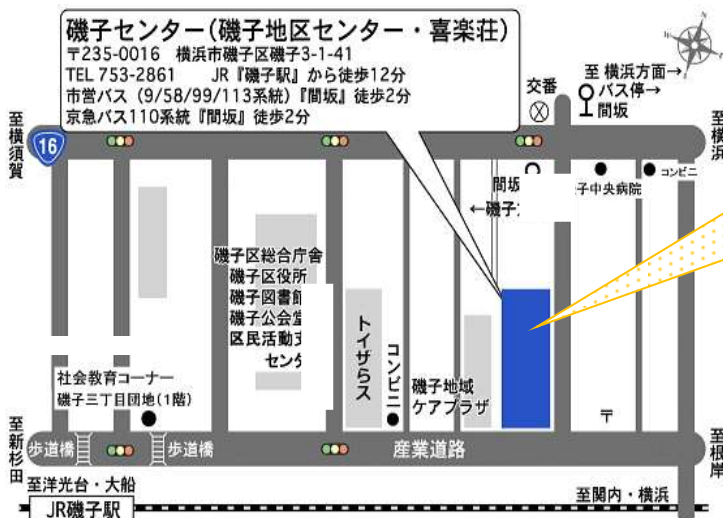 磯子センター(磯子地区センター・喜楽荘)
〒235-0016 横浜市磯子区磯子3-1-41
TEL 753-2861 JR『磯子駅』から徒歩12分
市営バス (9/58/99/113系統)『間坂』徒歩2分
京急バス110系統『間坂』徒歩2分
N
交番
至 横浜方面→
バス停→
間坂
至横須賀
16
至横浜
間坂
←磯子
子中央病院
コンビニ
磯子区総合庁舎
磯子区役所
磯子図書館
磯子公会堂
区民活動支
セン
トイザらス
コンビニ
磯子地域
ケアプラザ
社会教育コーナー
磯子三丁目団地(1階)
〒
至新杉田
歩道橋
歩道橋
産業道路
至根岸
至洋光台・大船
JR磯子駅
至関内・横浜